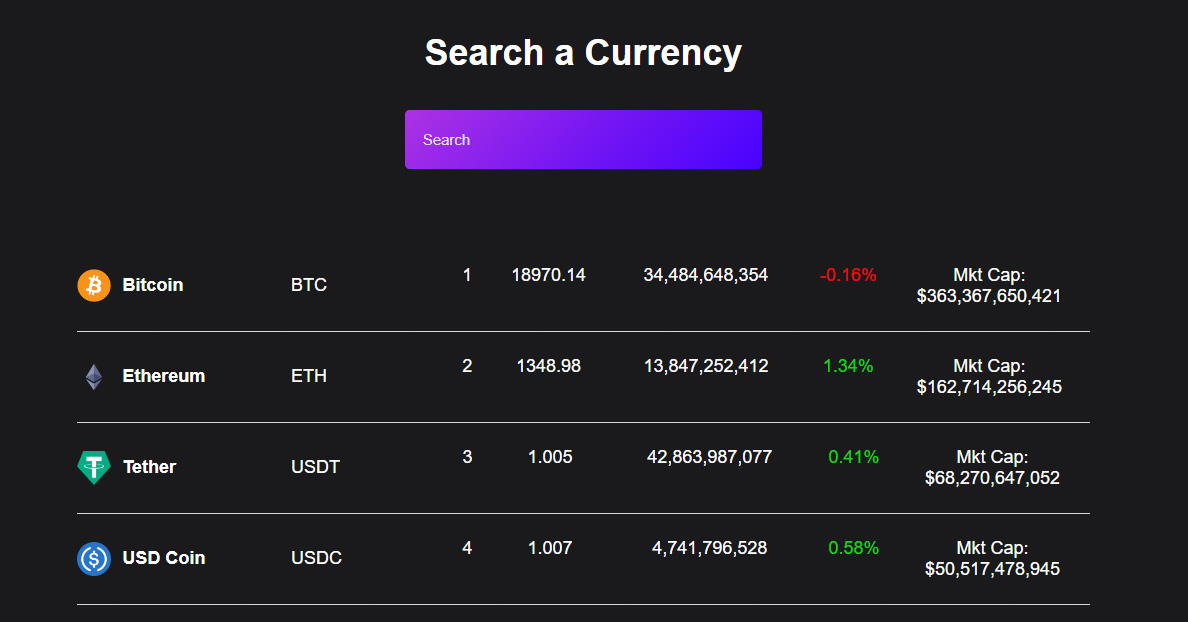 Search a Currency
Search
Bitcoin BTC 1 18970.14 34,484,648,354 -0.16% Mkt Cap:
$363,367,650,421
Ethereum ETH 2 1348.98 13,847,252,412 1.34% Mkt Cap:
$162,714,256,245
Tether USDT 3 1.005 42,863,987,077 0.41% Mkt Cap:
$68,270,647,052
USD Coin USDC 4 1.007 4,741,796,528 0.58% Mkt Cap:
$50,517,478,945